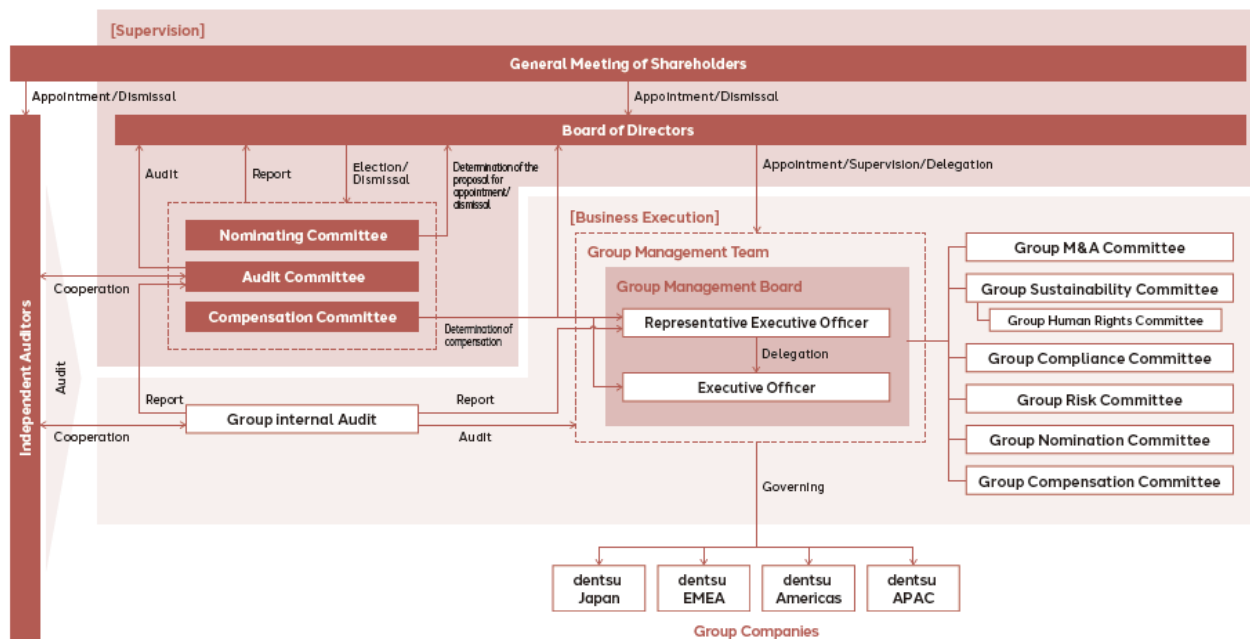 [Supervision]
General Meeting of Shareholders
Appointment/Dismissal
Appointment/Dismissal
Board of Directors
Audit
Report
Election/
Dismissal
Determination of the
proposal for
appointment/
dismissal
Appointment/Supervision/Delegation
[Business Execution]
Nominating Committee
Audit Committee
Compensation Committee
Cooperation
Determination of
compensation
Group Management Team
Group Management Board
Representative Executive Officer
Delegation
Executive Officer
Group M&A Committee
Group Sustainability Committee
Group Human Rights Committee
Group Compliance Committee
Group Risk Committee
Group Nomination Committee
Group Compensation Committee
Independent Auditors
Audit
Report
Group internal Audit
Report
Cooperation
Audit
Governing
dentsu
Japan
dentsu
EMEA
dentsu
Americas
dentsu
APAC
Group Companies